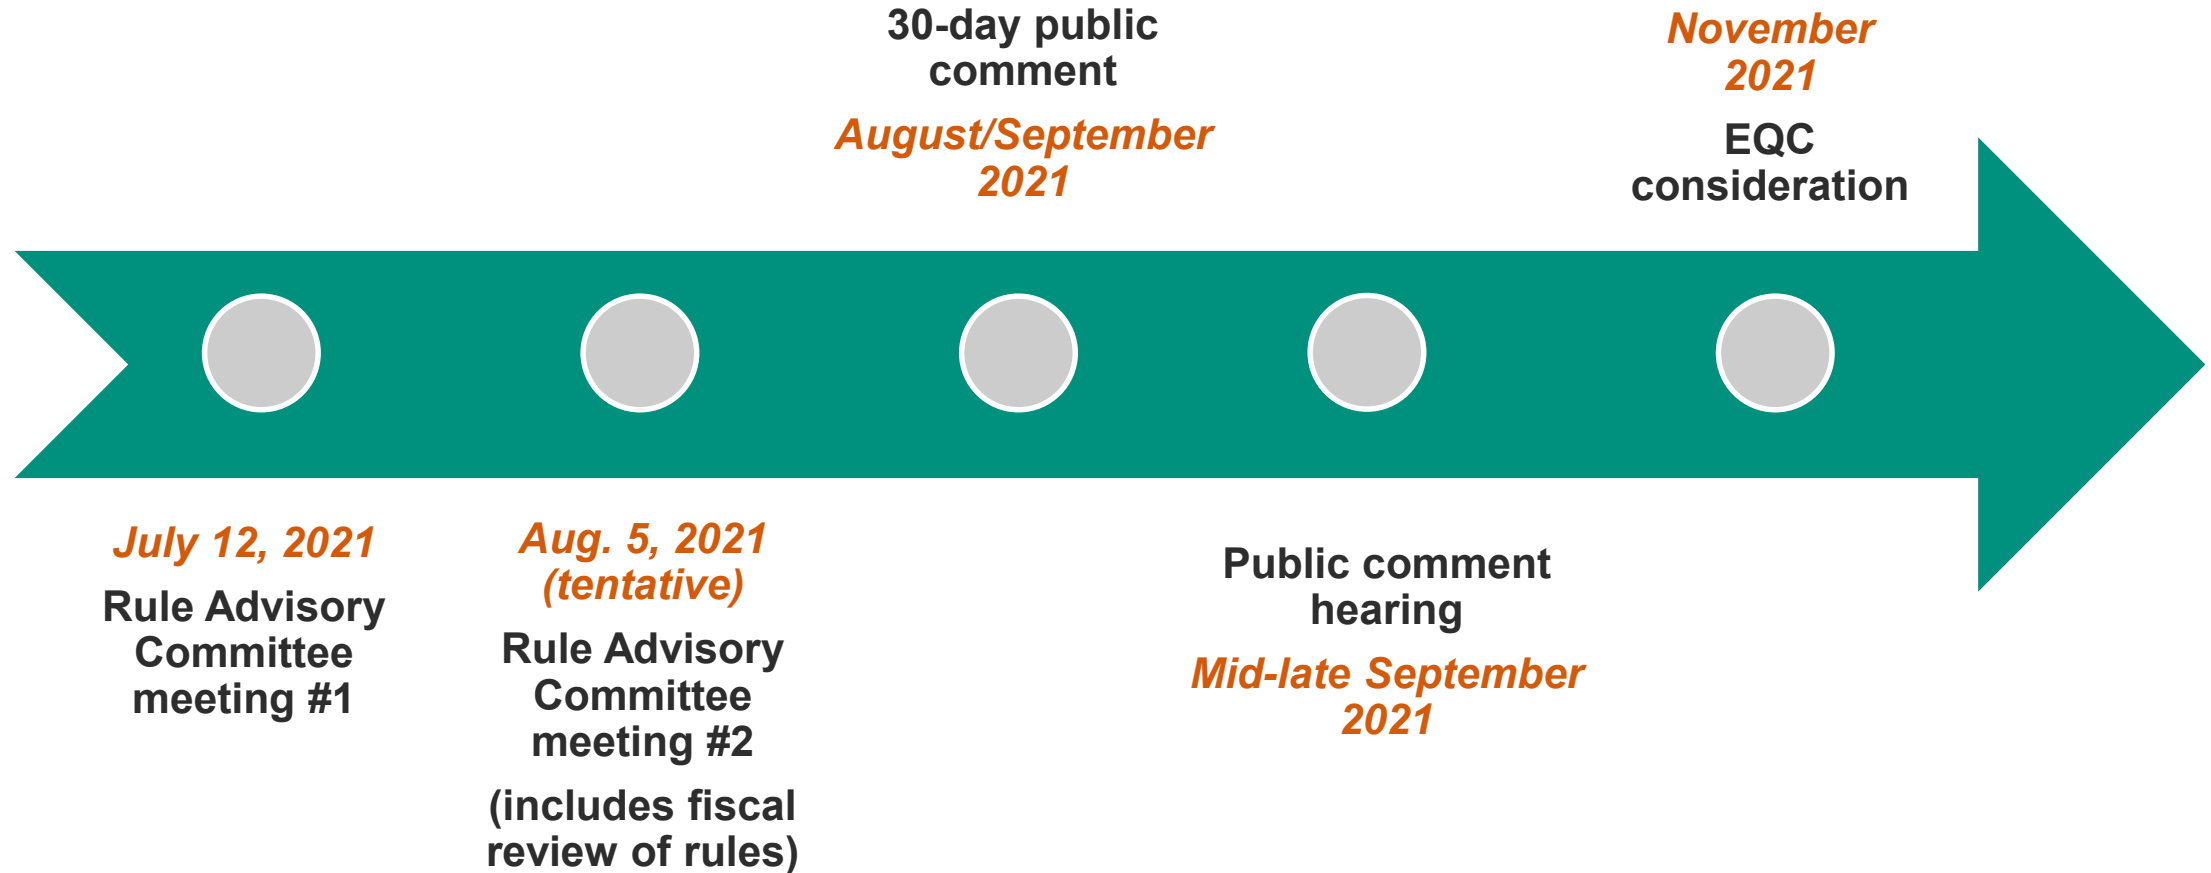 30-day public
comment
August/September
2021
November
2021
EQC
consideration
July 12, 2021
Rule Advisory
Committee
meeting #1
Aug. 5, 2021
(tentative)
Rule Advisory
Committee
meeting #2
(includes fiscal
review of rules)
Public comment
hearing
Mid-late September
2021